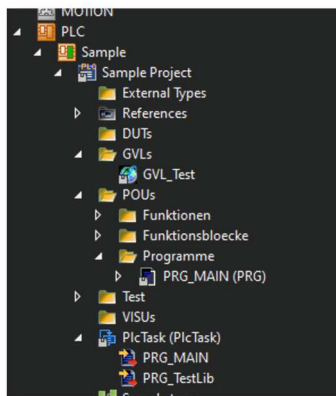 MOTION
PLC
Sample
Sample Project
External Types
References
DUTs
GVLs
GVL_Test
POUs
Funktionen
Funktionsbloecke
Programme
PRG_MAIN (PRG)
Test
VISUs
PlcTask (PlcTask)
PRG_MAIN
PRG_TestLib